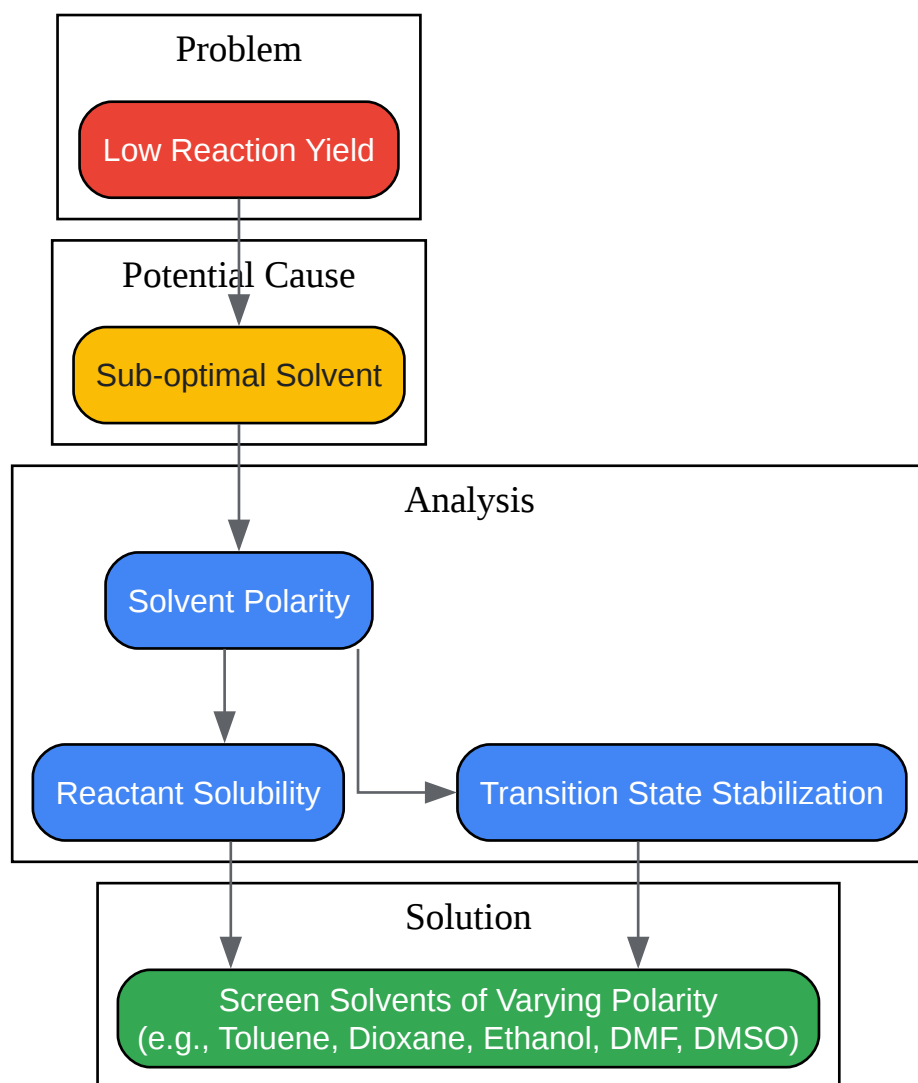 Problem
Low Reaction Yield
Potential Cause
Sub-optimal Solvent
Analysis
Solvent Polarity
Reactant Solubility
Transition State Stabilization
Solution
Screen Solvents of Varying Polarity
(e.g., Toluene, Dioxane, Ethanol, DMF, DMSO)